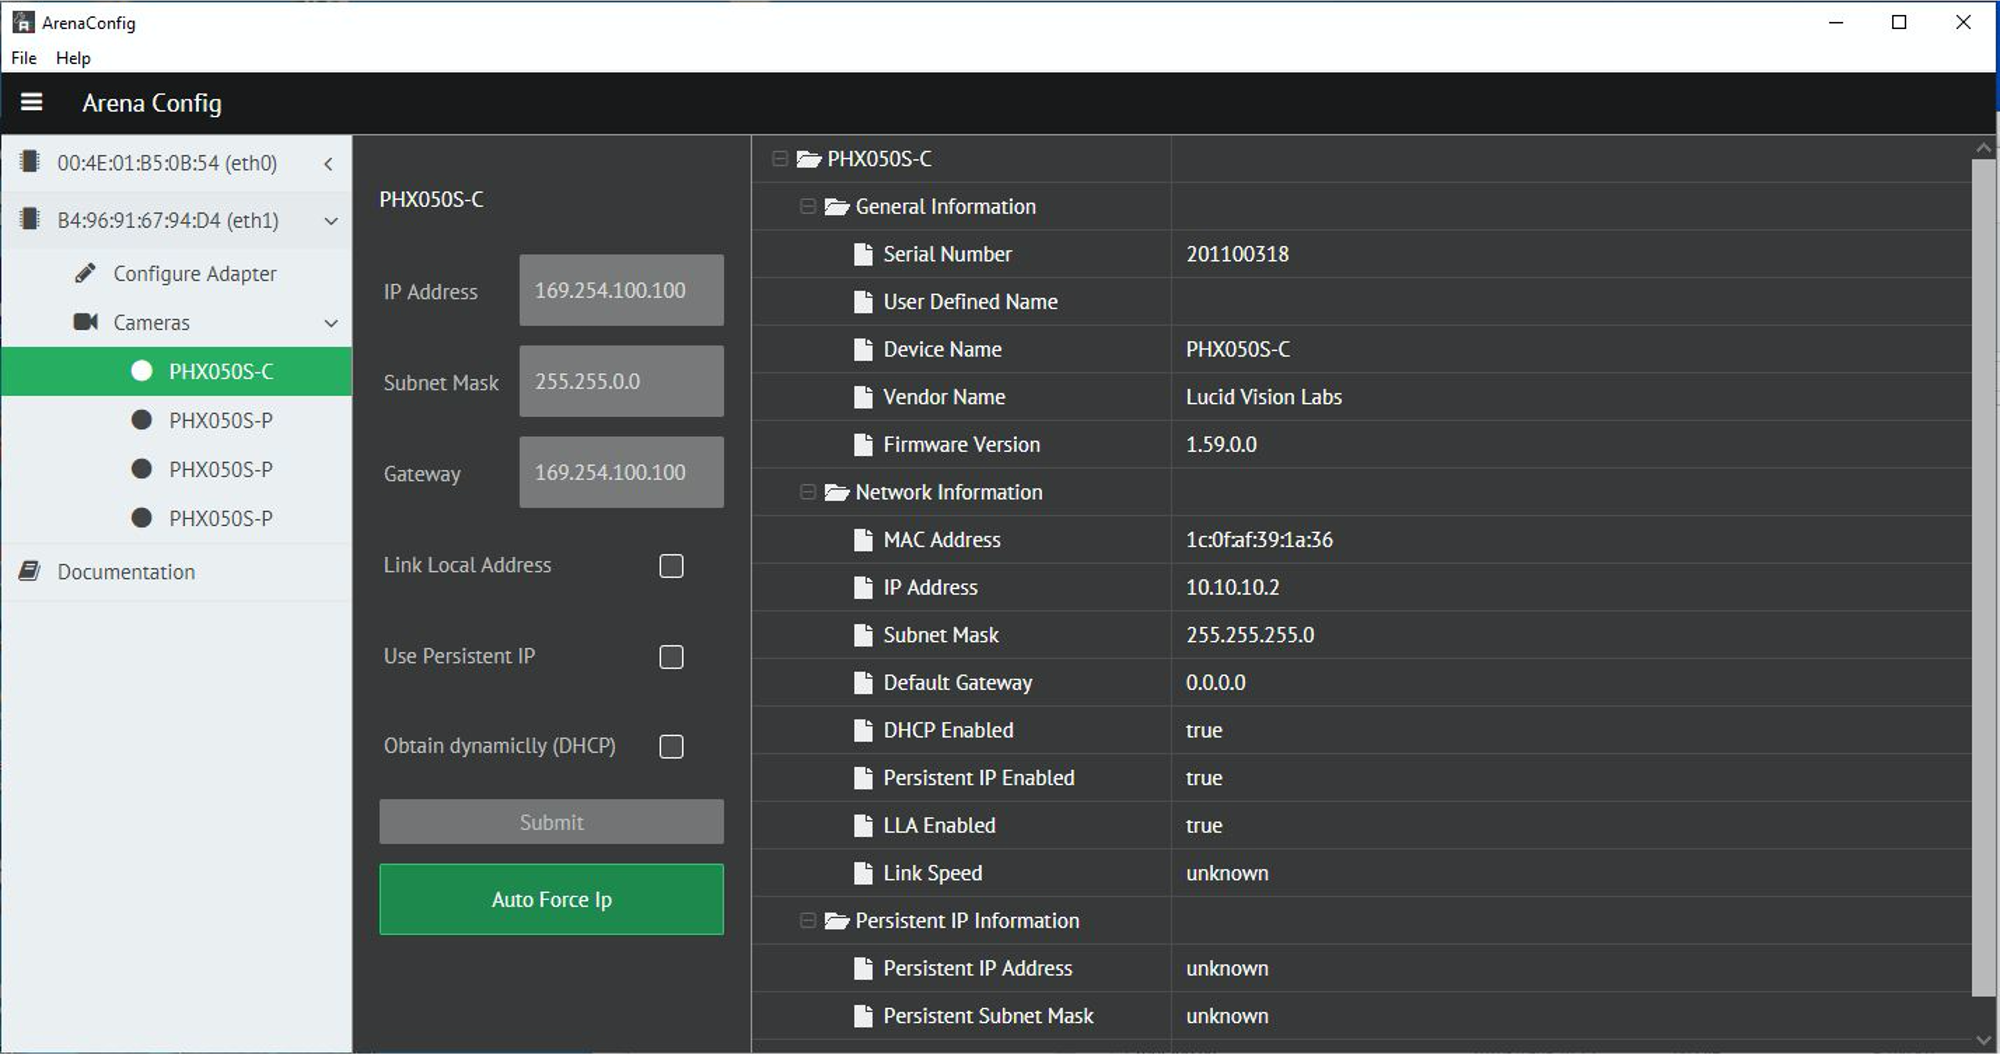 ArenaConfig
File Help
Arena Config
00:4E:01:B5:0B:54 (eth0)
B4:96:91:67:94:D4 (eth1)
Configure Adapter
Cameras
PHX050S-C
PHX050S-P
PHX050S-P
PHX050S-P
Documentation
PHX050S-C
IP Address 169.254.100.100
Subnet Mask 255.255.0.0
Gateway 169.254.100.100
Link Local Address
Use Persistent IP
Obtain dynamiclly (DHCP)
Submit
Auto Force Ip
PHX050S-C
General Information
Serial Number 201100318
User Defined Name
Device Name PHX050S-C
Vendor Name Lucid Vision Labs
Firmware Version 1.59.0.0
Network Information
MAC Address 1c:0f:af:39:1a:36
IP Address 10.10.10.2
Subnet Mask 255.255.255.0
Default Gateway 0.0.0.0
DHCP Enabled true
Persistent IP Enabled true
LLA Enabled true
Link Speed unknown
Persistent IP Information
Persistent IP Address unknown
Persistent Subnet Mask unknown